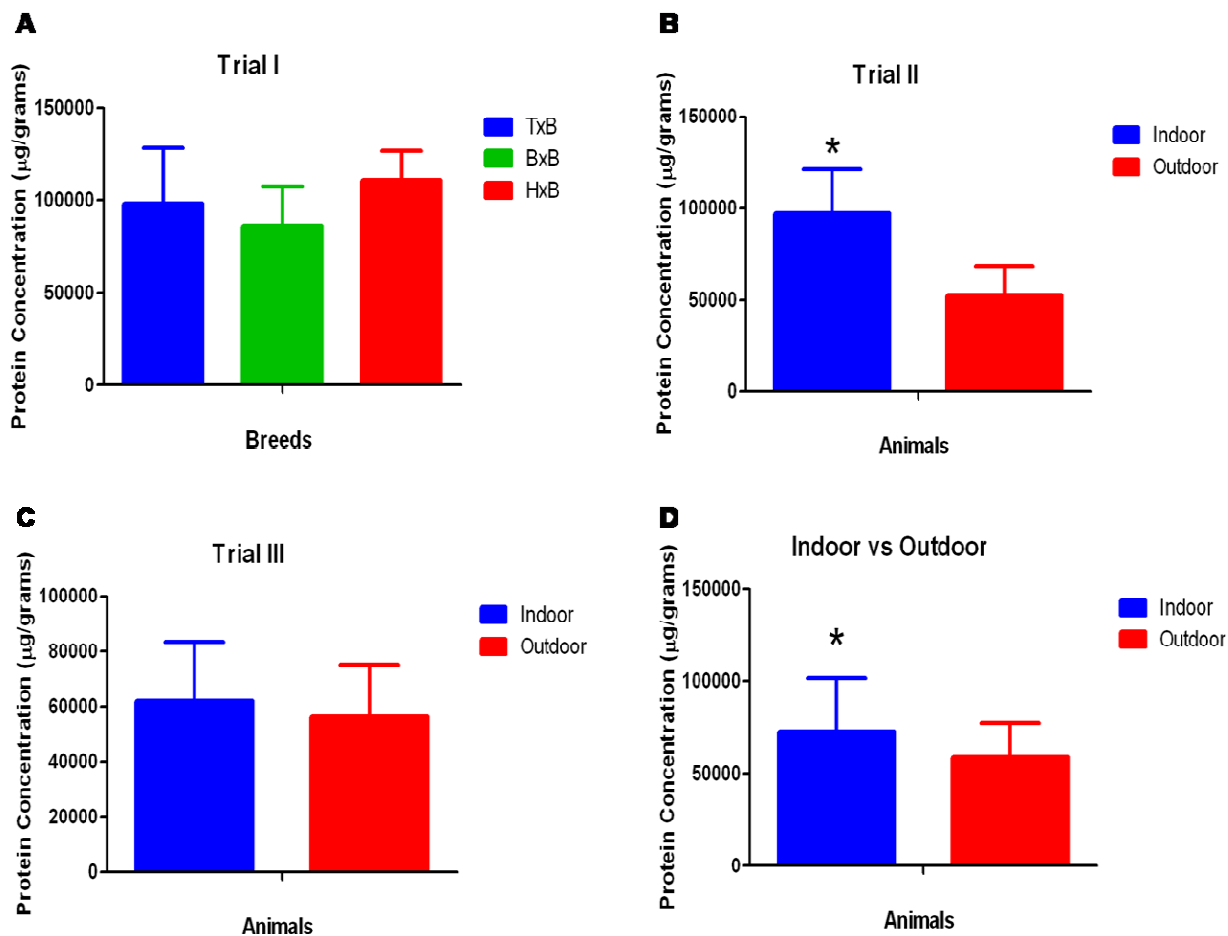 A
Trial I
Protein Concentration (µg/grams)
150000
100000
50000
0
Breeds
TxB
BxB
HxB
B
Trial II
Protein Concentration (µg/grams)
150000
100000
50000
0
*
Animals
Indoor
Outdoor
C
Trial III
Protein Concentration (µg/grams)
100000
80000
60000
40000
20000
0
Animals
Indoor
Outdoor
D
Indoor vs Outdoor
Protein Concentration (µg/grams)
150000
100000
50000
0
*
Animals
Indoor
Outdoor